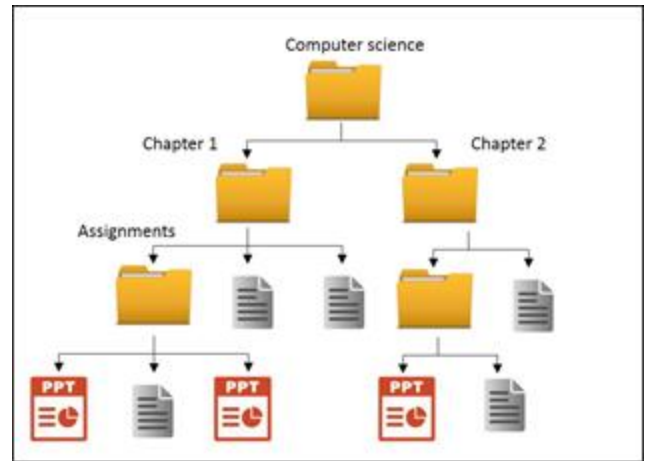 Computer science
Chapter 1
Chapter 2
Assignments
PPT
PPT
PPT